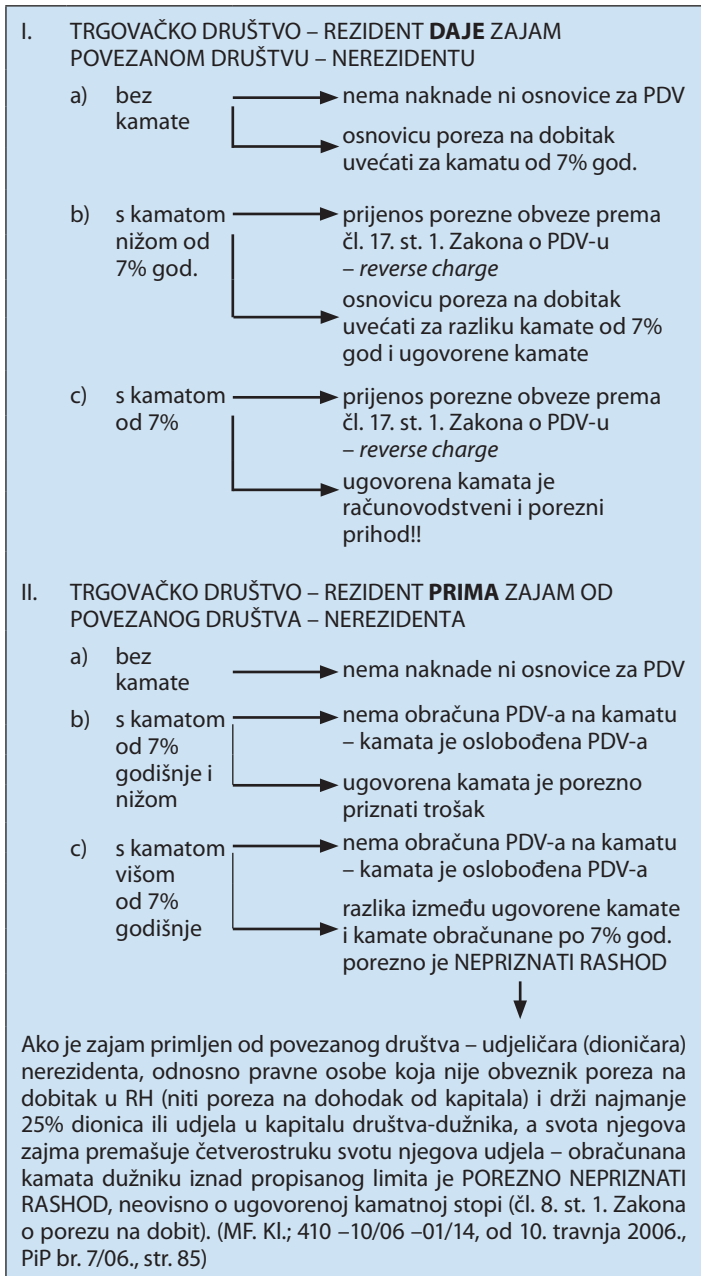 I. TRGOVAČKO DRUŠTVO – REZIDENT DAJE ZAJAM
POVEZANOM DRUŠTVU – NEREZIDENTU
a) bez
kamate
nema naknade ni osnovice za PDV
osnovicu poreza na dobitak
uvećati za kamatu od 7% god.
b) s kamatom
nižom od
7% god.
prijenos porezne obveze prema
čl. 17. st. 1. Zakona o PDV-u
– reverse charge
osnovicu poreza na dobitak
uvećati za razliku kamate od 7%
god i ugovorene kamate
c) s kamatom
od 7%
prijenos porezne obveze prema
čl. 17. st. 1. Zakona o PDV-u
– reverse charge
ugovorena kamata je
računovodstveni i porezni
prihod!!
II. TRGOVAČKO DRUŠTVO – REZIDENT PRIMA ZAJAM OD
POVEZANOG DRUŠTVA – NEREZIDENTA
a) bez
kamate
nema naknade ni osnovice za PDV
b) s kamatom
od 7%
godišnje i
nižom
nema obračuna PDV-a na kamatu
– kamata je oslobođena PDV-a
ugovorena kamata je porezno
priznati trošak
c) s kamatom
višom
od 7%
godišnje
nema obračuna PDV-a na kamatu
– kamata je oslobođena PDV-a
razlika između ugovorene kamate
i kamate obračunane po 7% god.
porezno je NEPRIZNATI RASHOD
Ako je zajam primljen od povezanog društva – udjeličara (dioničara)
nerezidenta, odnosno pravne osobe koja nije obveznik poreza na
dobitak u RH (niti poreza na dohodak od kapitala) i drži najmanje
25% dionica ili udjela u kapitalu društva-dužnika, a svota njegova
zajma premašuje četverostruku svotu njegova udjela – obračunana
kamata dužniku iznad propisanog limita je POREZNO NEPRIZNATI
RASHOD, neovisno o ugovorenoj kamatnoj stopi (čl. 8. st. 1. Zakona
o porezu na dobit). (MF. Kl.; 410 –10/06 –01/14, od 10. travnja 2006.,
PiP br. 7/06., str. 85)